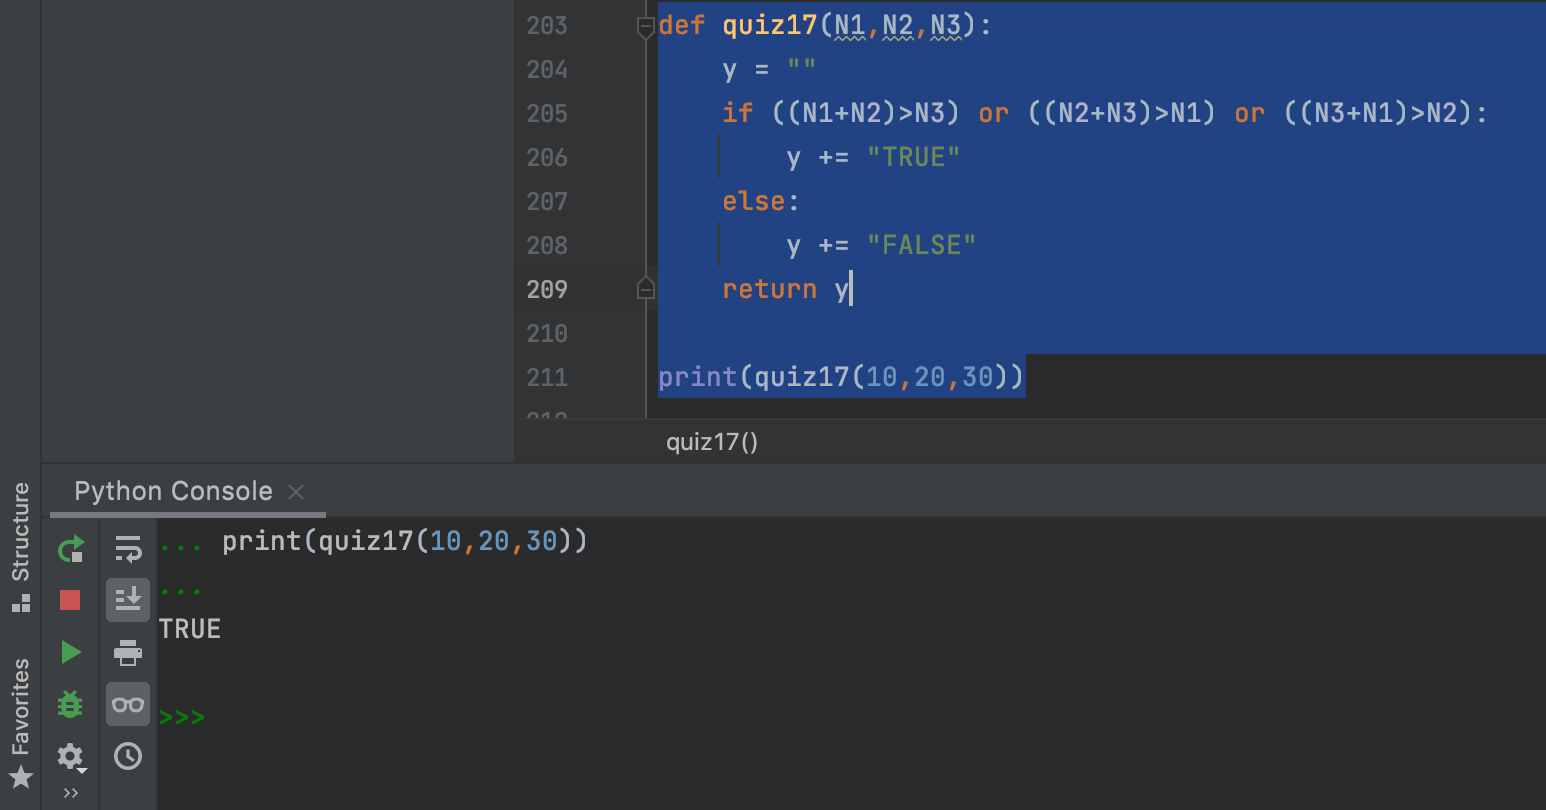 203 def quiz17(N1,N2,N3):
204 y = ""
205 if ((N1+N2)>N3) or ((N2+N3)>N1) or ((N3+N1)>N2):
206 y += "TRUE"
207 else:
208 y += "FALSE"
209 return y
210
211 print(quiz17(10,20,30))
quiz17()
Structure
Favorites
Python Console
... print(quiz17(10,20,30))
...
TRUE
>>>